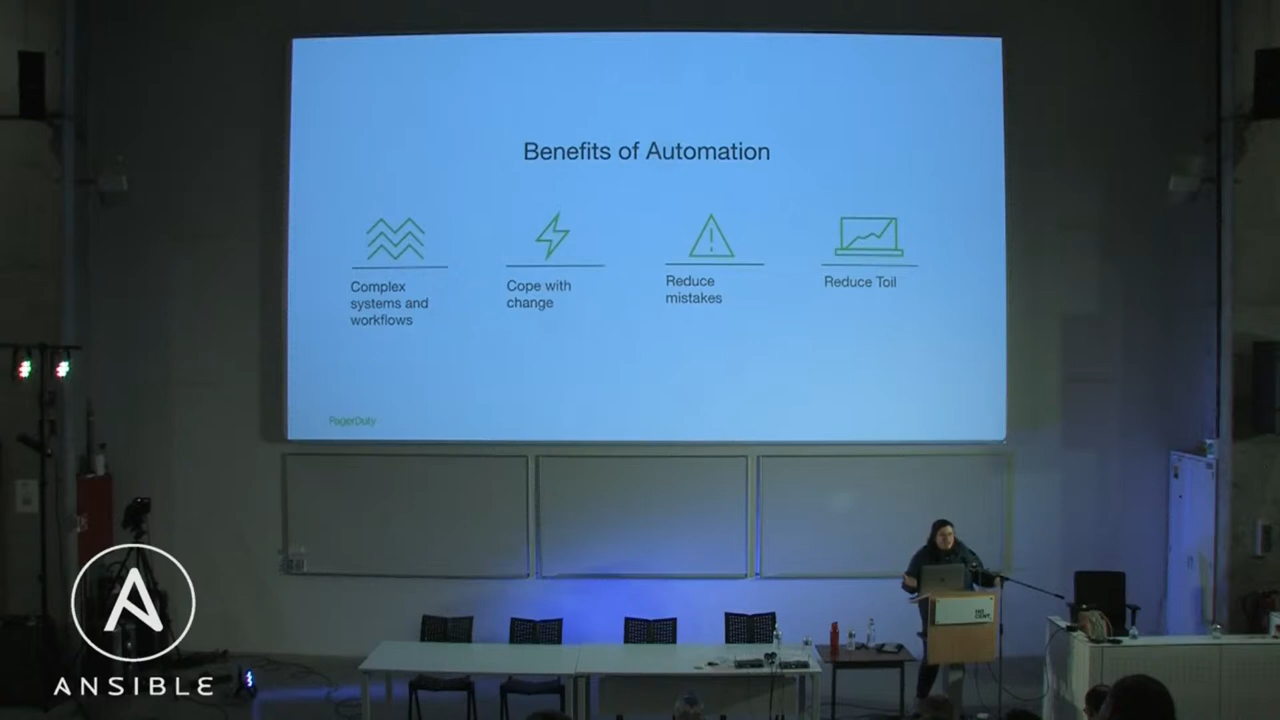 Benefits of Automation
Complex
systems and
workflows
Cope with
change
Reduce
mistakes
Reduce Toil
PagerDuty
ANSIBLE